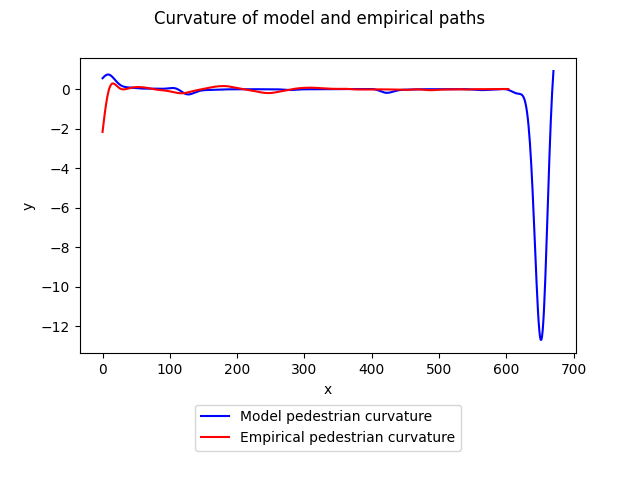 Curvature of model and empirical paths
y
0
−2
−4
−6
−8
−10
−12
0 100 200 300 400 500 600 700
x
Model pedestrian curvature
Empirical pedestrian curvature